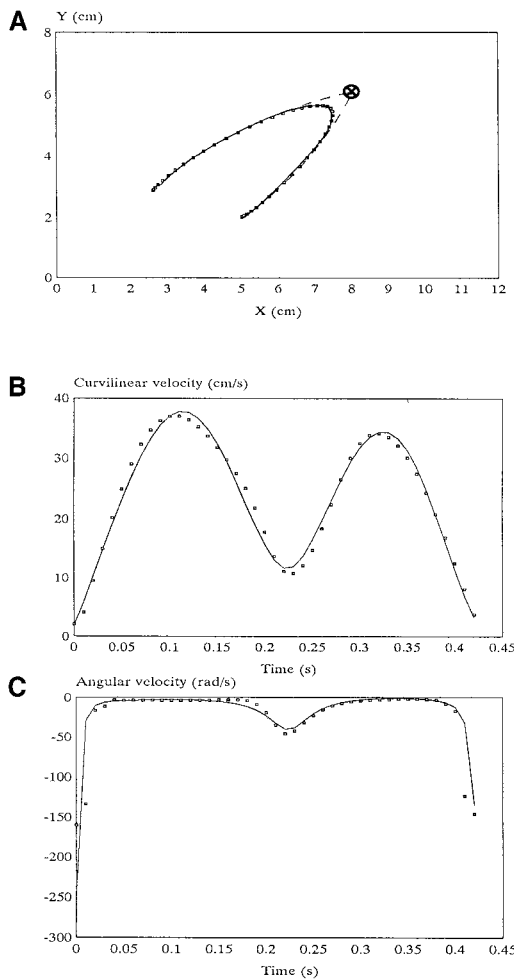 A
Y (cm)
8
6
4
2
0
0 1 2 3 4 5 6 7 8 9 10 11 12
X (cm)
B
Curvilinear velocity (cm/s)
40
30
20
10
0
0 0.05 0.1 0.15 0.2 0.25 0.3 0.35 0.4 0.45
Time (s)
C
Angular velocity (rad/s)
0
-50
-100
-150
-200
-250
-300
0 0.05 0.1 0.15 0.2 0.25 0.3 0.35 0.4 0.45
Time (s)